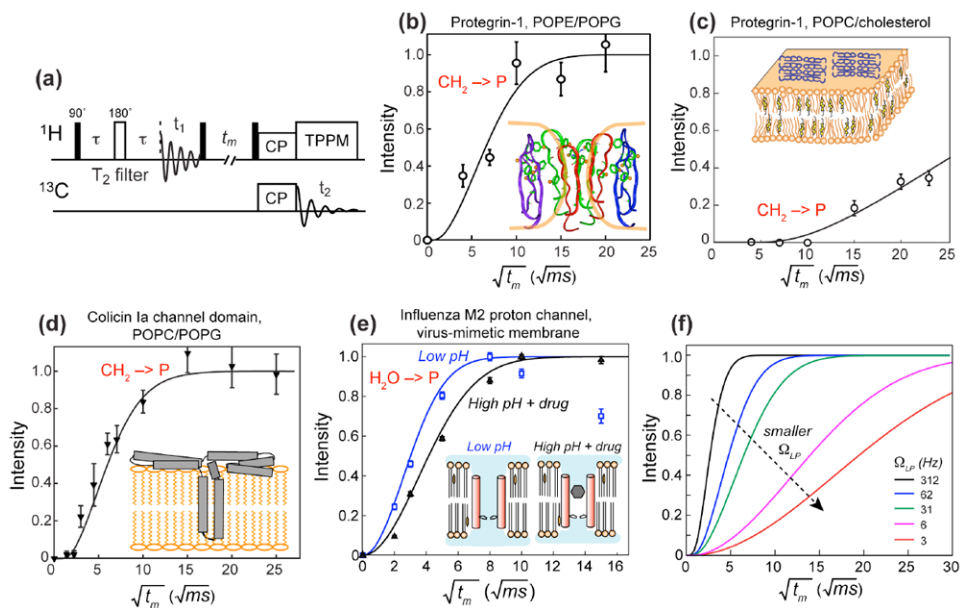 (a)
90° 180°
¹H τ τ t₁ tₘ CP TPPM
T₂ filter
¹³C CP t₂
(b) Protegrin-1, POPE/POPG
CH₂ –> P
Intensity
1.0
0.8
0.6
0.4
0.2
0
0 5 10 15 20 25
√tₘ (√ms)
(c) Protegrin-1, POPC/cholesterol
CH₂ –> P
Intensity
1.0
0.8
0.6
0.4
0.2
0
0 5 10 15 20 25
√tₘ (√ms)
(d) Colicin Ia channel domain,
POPC/POPG
CH₂ –> P
Intensity
1.0
0.8
0.6
0.4
0.2
0
5 10 15 20 25
√tₘ (√ms)
(e) Influenza M2 proton channel,
virus-mimetic membrane
Low pH
H₂O –> P
High pH + drug
Low pH High pH + drug
Intensity
1.0
0.8
0.6
0.4
0.2
0.0
0 2 4 6 8 10 12 14 16
√tₘ (√ms)
(f)
smaller
Ω_LP
Ω_LP (Hz)
312
62
31
6
3
Intensity
1.0
0.8
0.6
0.4
0.2
0
0 5 10 15 20 25 30
√tₘ (√ms)